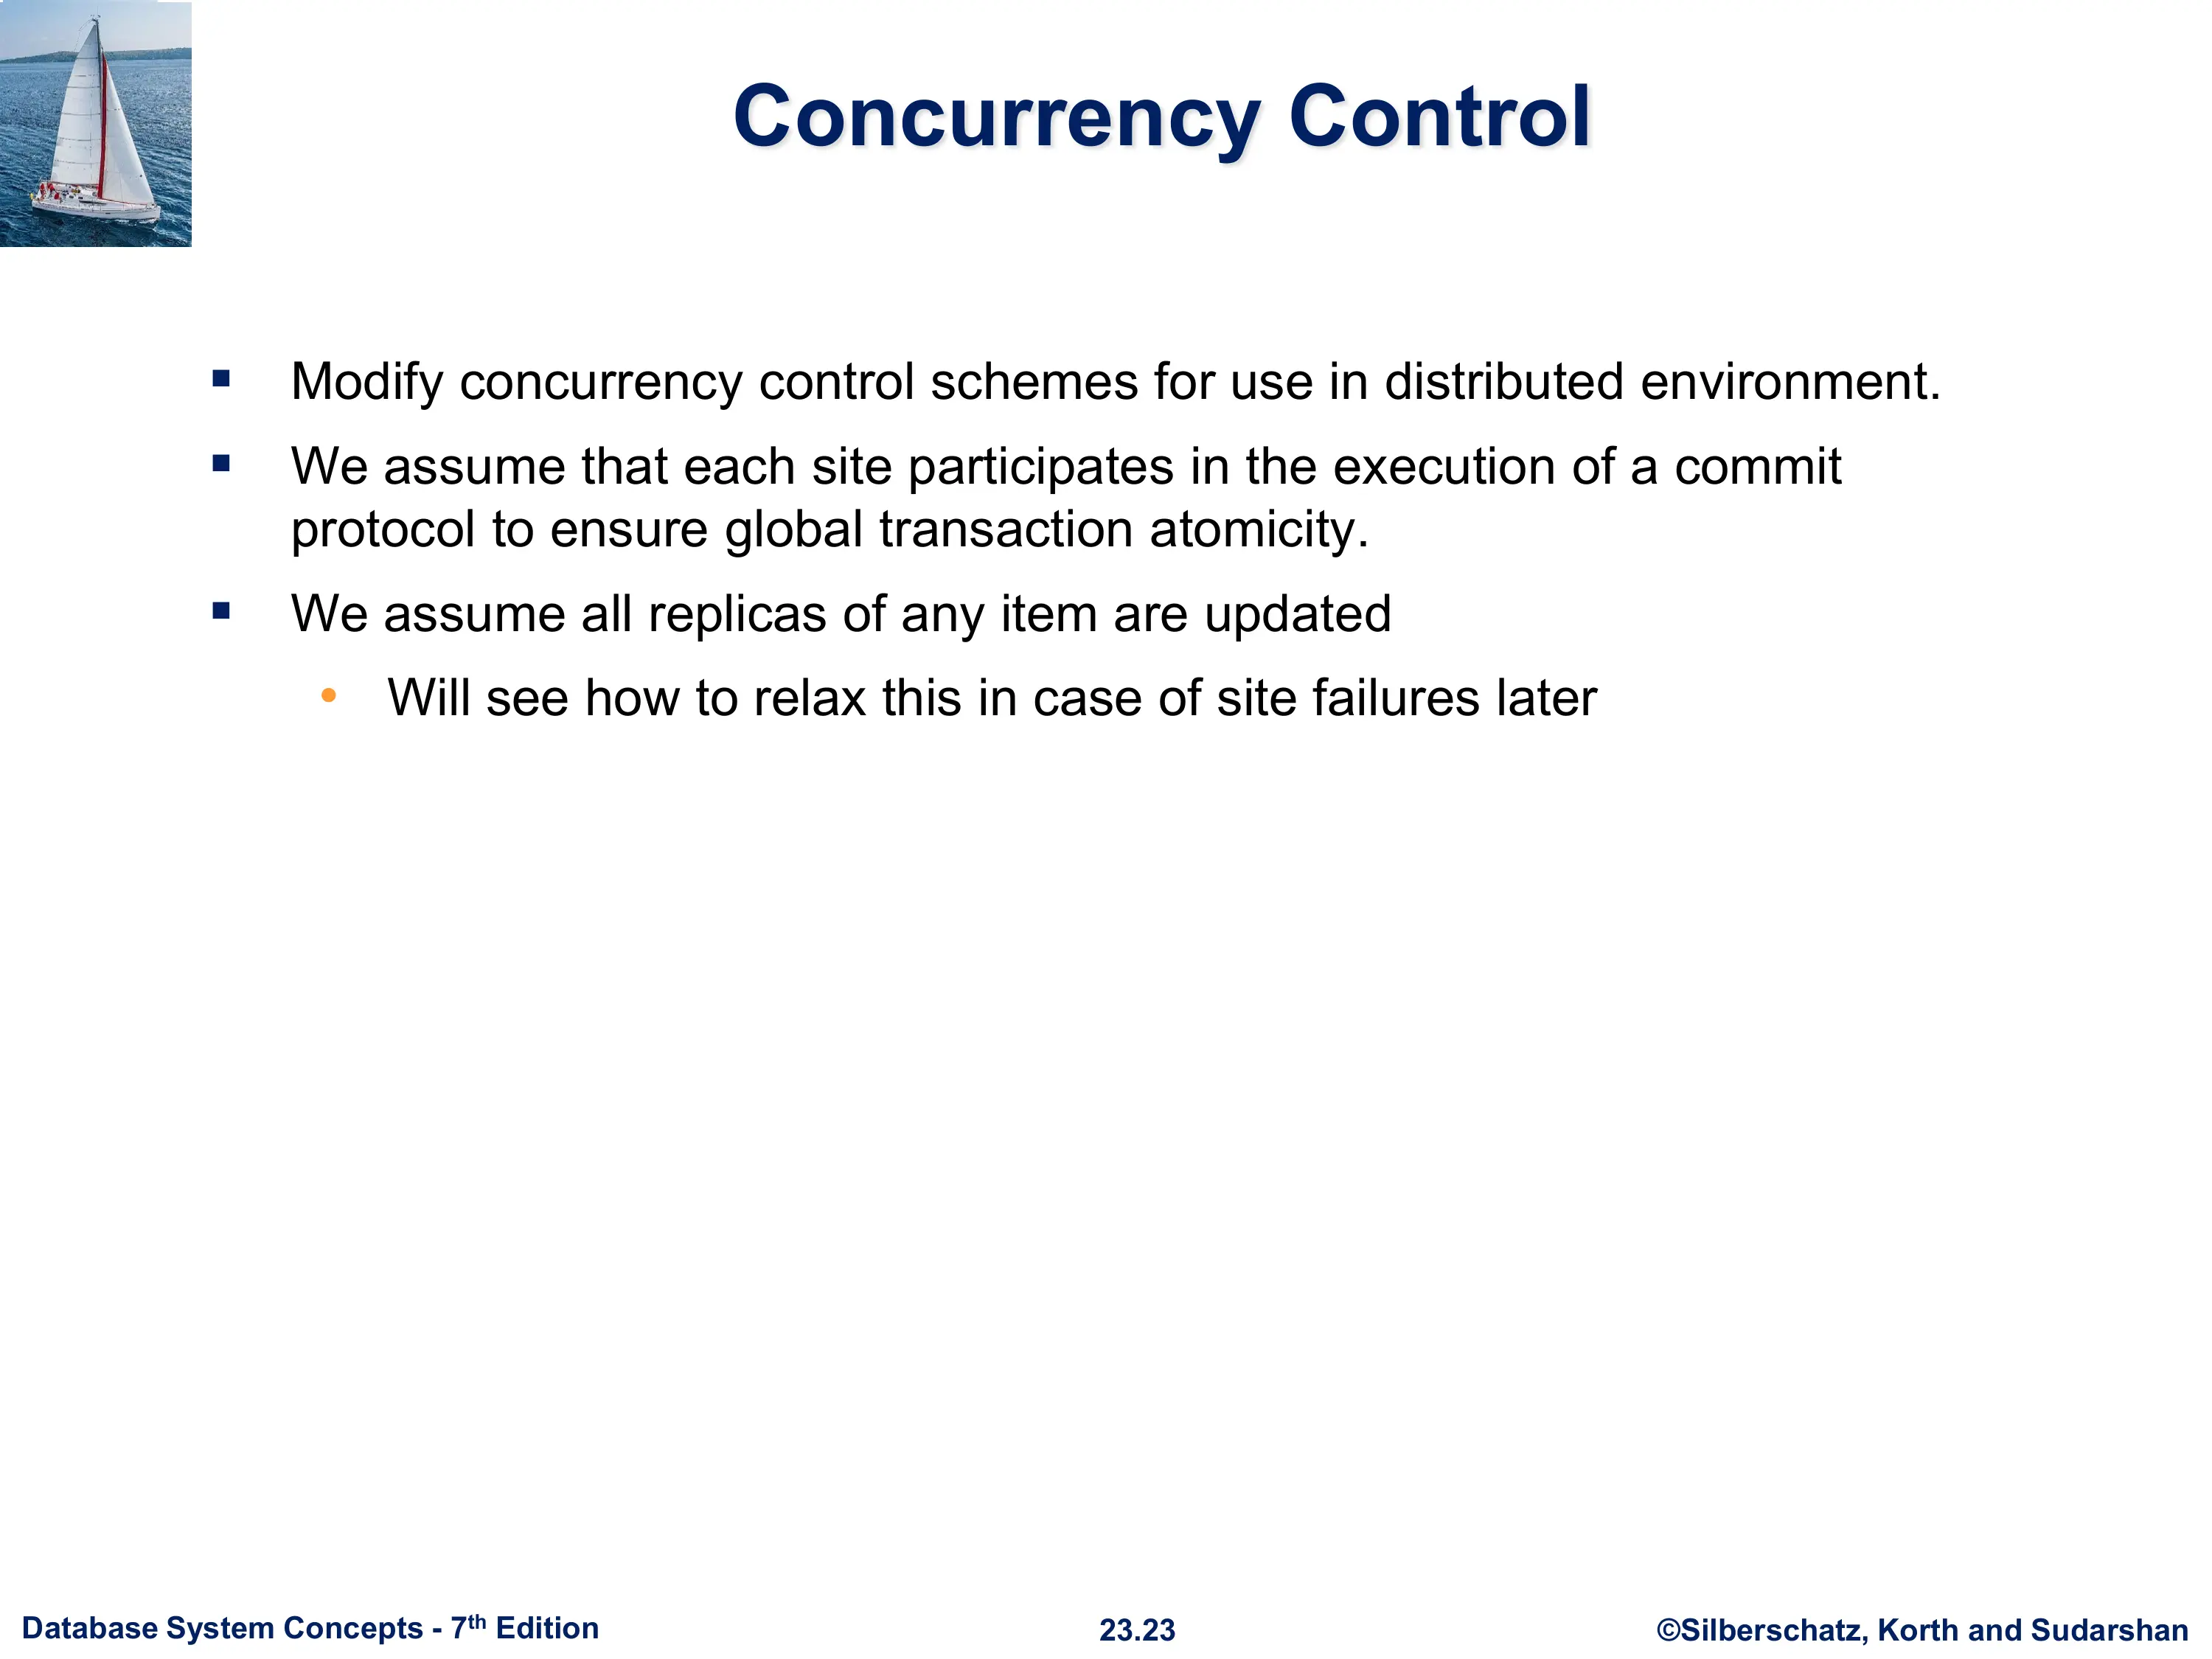 Concurrency Control
▪ Modify concurrency control schemes for use in distributed environment.
▪ We assume that each site participates in the execution of a commit
protocol to ensure global transaction atomicity.
▪ We assume all replicas of any item are updated
• Will see how to relax this in case of site failures later
Database System Concepts - 7th Edition
23.23
©Silberschatz, Korth and Sudarshan